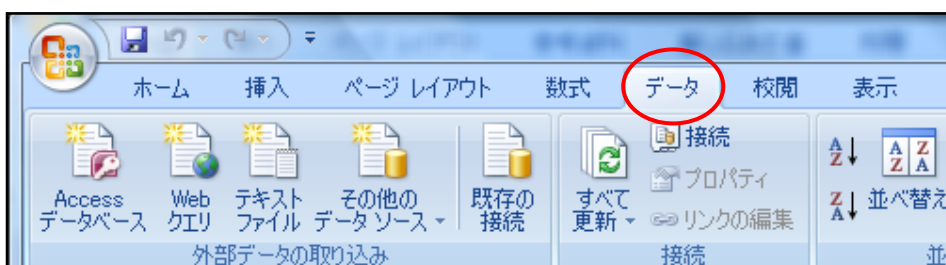 ホーム 挿入 ページ レイアウト 数式 データ 校閲 表示
Access データベース
Web クエリ
テキスト ファイル
その他の データ ソース
既存の 接続
すべて 更新
接続
プロパティ
リンクの編集
A Z
Z A
A Z Z A
並べ替え
外部データの取り込み
接続
並